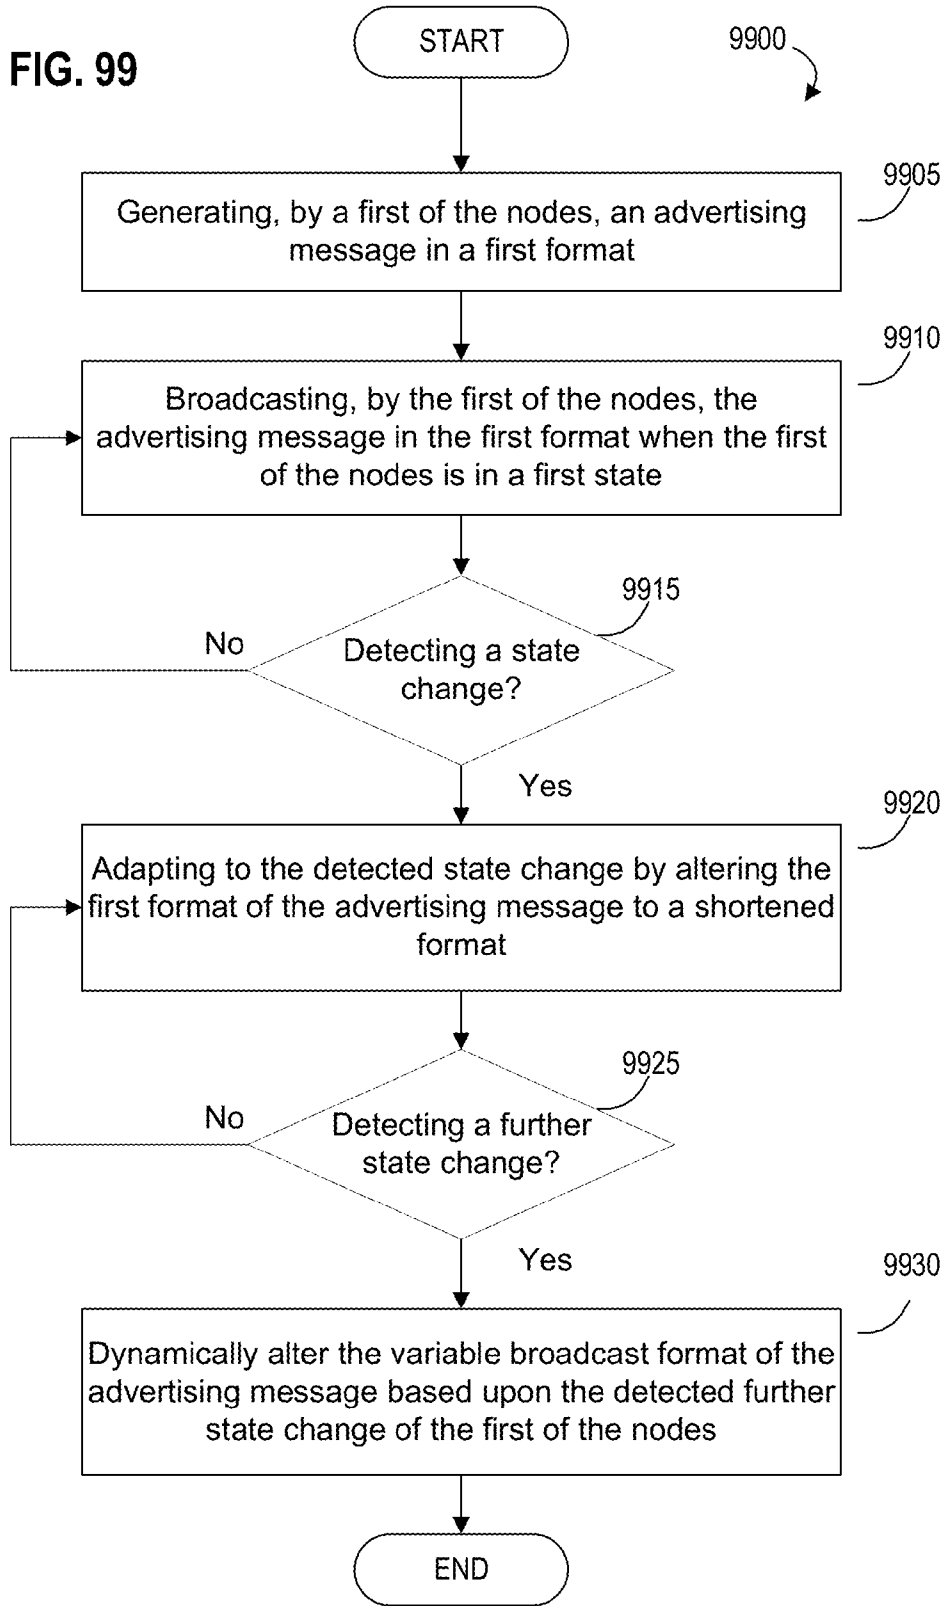 START
9900
FIG. 99
9905
Generating, by a first of the nodes, an advertising
message in a first format
9910
Broadcasting, by the first of the nodes, the
advertising message in the first format when the first
of the nodes is in a first state
9915
No
Detecting a state
change?
Yes
9920
Adapting to the detected state change by altering the
first format of the advertising message to a shortened
format
9925
No
Detecting a further
state change?
Yes
9930
Dynamically alter the variable broadcast format of the
advertising message based upon the detected further
state change of the first of the nodes
END